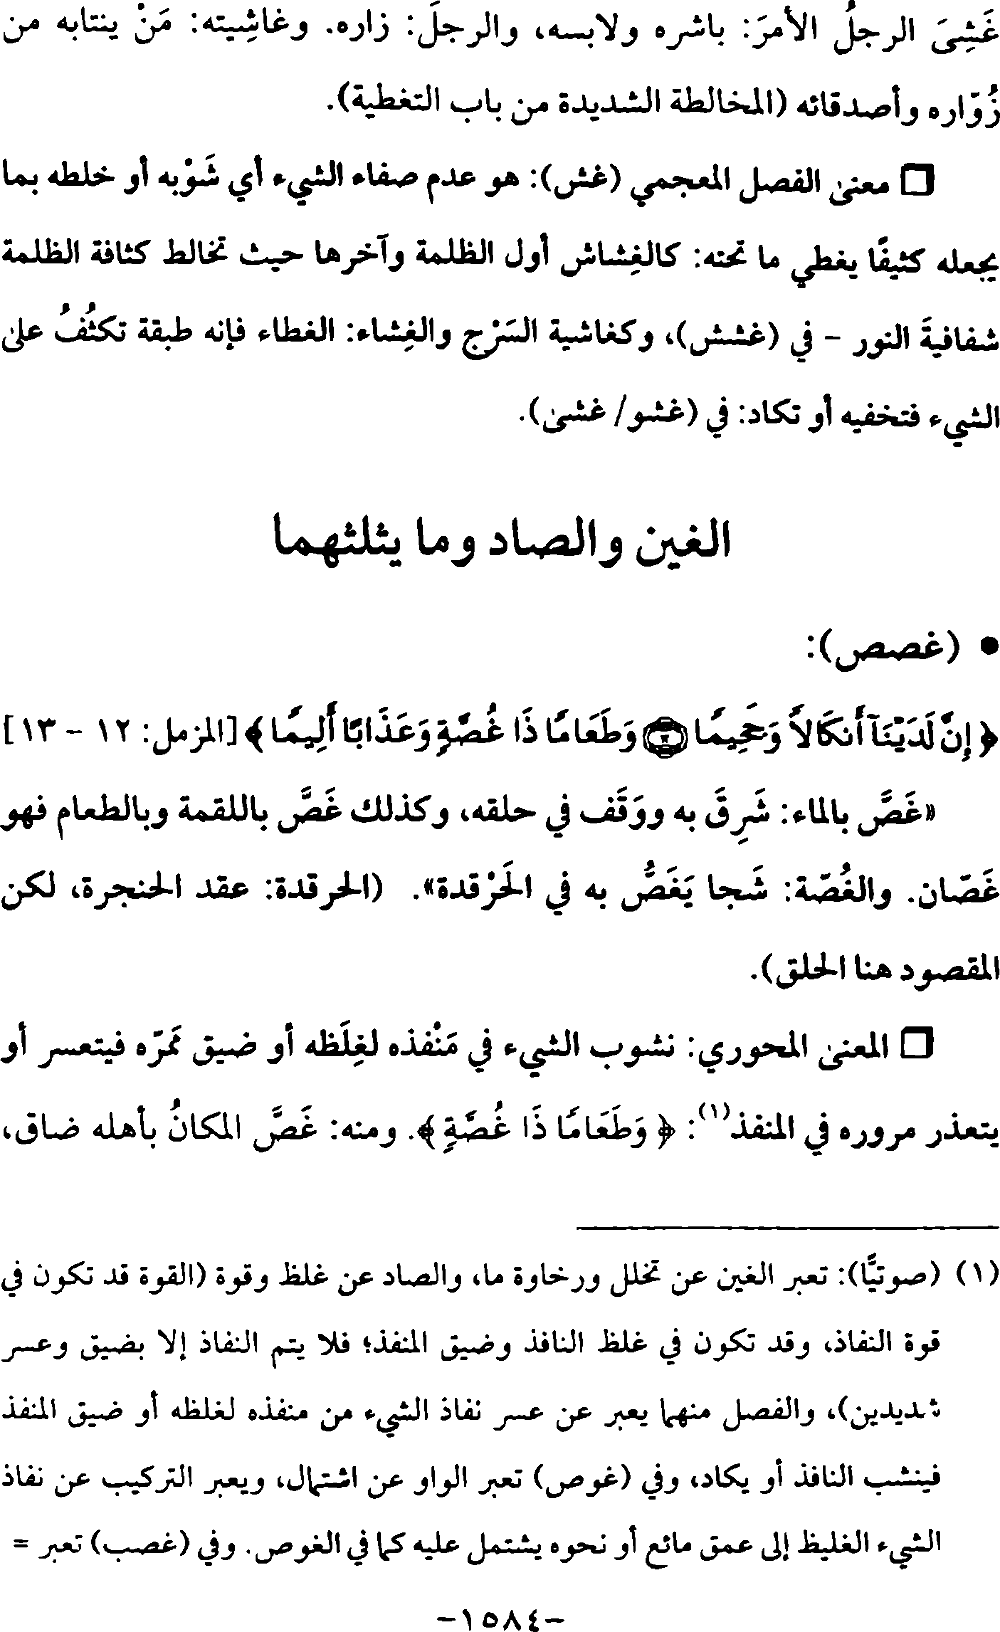 غَشِىَ الرجلُ الأمرَ: باشره ولابسه، والرجلَ: زاره. وغاشِيته: مَنْ ينتابه من
زُوّاره وأصدقائه (المخالطة الشديدة من باب التغطية).
❒ معنىٰ الفصل المعجمي (غش): هو عدم صفاء الشيء أي شَوْبه أو خلطه بما
يجعله كثيفًا يغطي ما تحته: كالغِشاش أول الظلمة وآخرها حيث تخالط كثافة الظلمة
شفافيةَ النور - في (غشش)، وكغاشية السَرْج والغِشاء: الغطاء فإنه طبقة تكثُفُ علىٰ
الشيء فتخفيه أو تكاد: في (غشو/ غشىٰ).
الغين والصاد وما يثلثهما
• (غصص):
﴿ إِنَّ لَدَيْنَآ أَنكَالاً وَجَحِيمًا ۝ وَطَعَامًا ذَا غُصَّةٍ وَعَذَابًا أَلِيمًا ﴾ [المزمل: ١٢ - ١٣]
«غَصَّ بالماء: شَرِقَ به ووَقَف في حلقه، وكذلك غَصَّ باللقمة وبالطعام فهو
غَصّان. والغُصّة: شَجا يَغَصُّ به في الحَرْقدة». (الحرقدة: عقد الحنجرة، لكن
المقصود هنا الحلق).
❒ المعنىٰ المحوري: نشوب الشيء في مَنْفذه لغِلَظه أو ضيق مَمرّه فيتعسر أو
يتعذر مروره في المنفذ(١): ﴿ وَطَعَامًا ذَا غُصَّةٍ ﴾. ومنه: غَصَّ المكانُ بأهله ضاق،
(١) (صوتيًّا): تعبر الغين عن تخلل ورخاوة ما، والصاد عن غلظ وقوة (القوة قد تكون في
قوة النفاذ، وقد تكون في غلظ النافذ وضيق المنفذ؛ فلا يتم النفاذ إلا بضيق وعسر
شديدين)، والفصل منهما يعبر عن عسر نفاذ الشيء من منفذه لغلظه أو ضيق المنفذ
فينشب النافذ أو يكاد، وفي (غوص) تعبر الواو عن اشتمال، ويعبر التركيب عن نفاذ
الشيء الغليظ إلى عمق مائع أو نحوه يشتمل عليه كما في الغوص. وفي (غصب) تعبر =
-١٥٨٤-